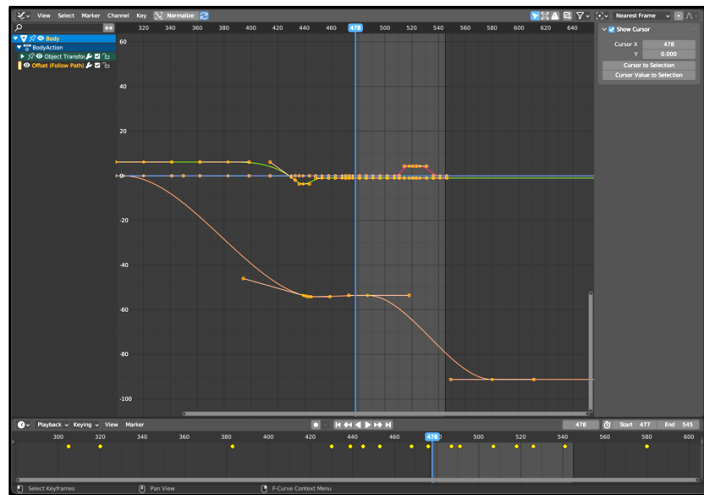 View Select Marker Channel Key Normalize Nearest Frame
320 340 360 380 400 420 440 460 478 500 520 540 560 580 600 620 640
Body
BodyAction
Object Transfor
Offset (Follow Path)
60
40
20
0
-20
-40
-60
-80
-100
Show Cursor
Cursor X 478
Y 0.000
Cursor to Selection
Cursor Value to Selection
Playback Keying View Marker 478 Start 477 End 545
300 320 340 360 380 400 420 440 460 478 500 520 540 560 580 600
Select Keyframes Pan View F-Curve Context Menu